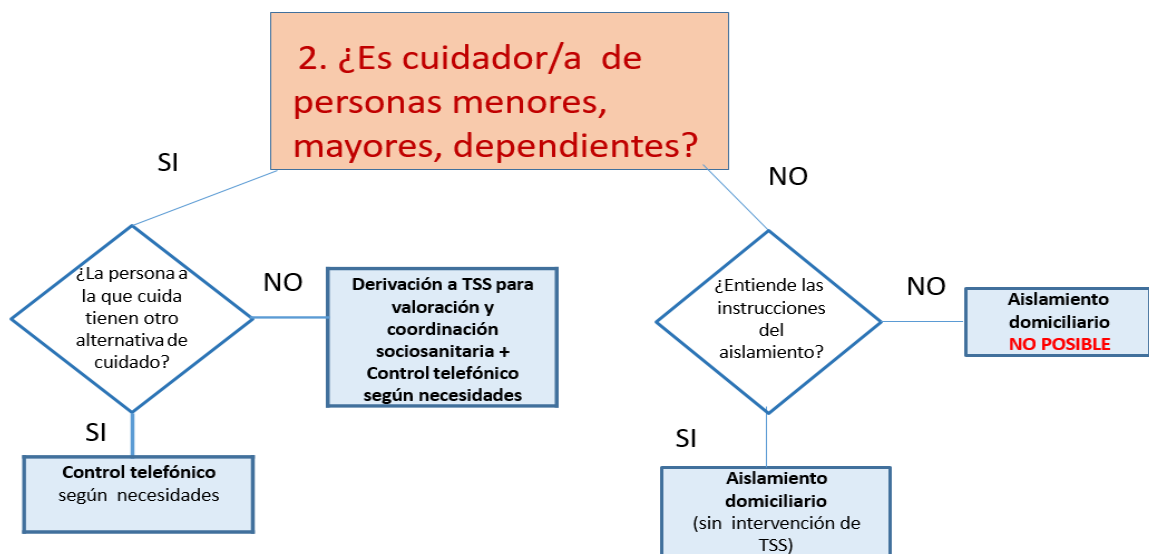 2. ¿Es cuidador/a de
personas menores,
mayores, dependientes?
SI
NO
¿La persona a
la que cuida
tienen otro
alternativa de
cuidado?
NO
Derivación a TSS para
valoración y
coordinación
sociosanitaria +
Control telefónico
según necesidades
SI
Control telefónico
según necesidades
¿Entiende las
instrucciones
del
aislamiento?
NO
Aislamiento
domiciliario
NO POSIBLE
SI
Aislamiento
domiciliario
(sin intervención de
TSS)